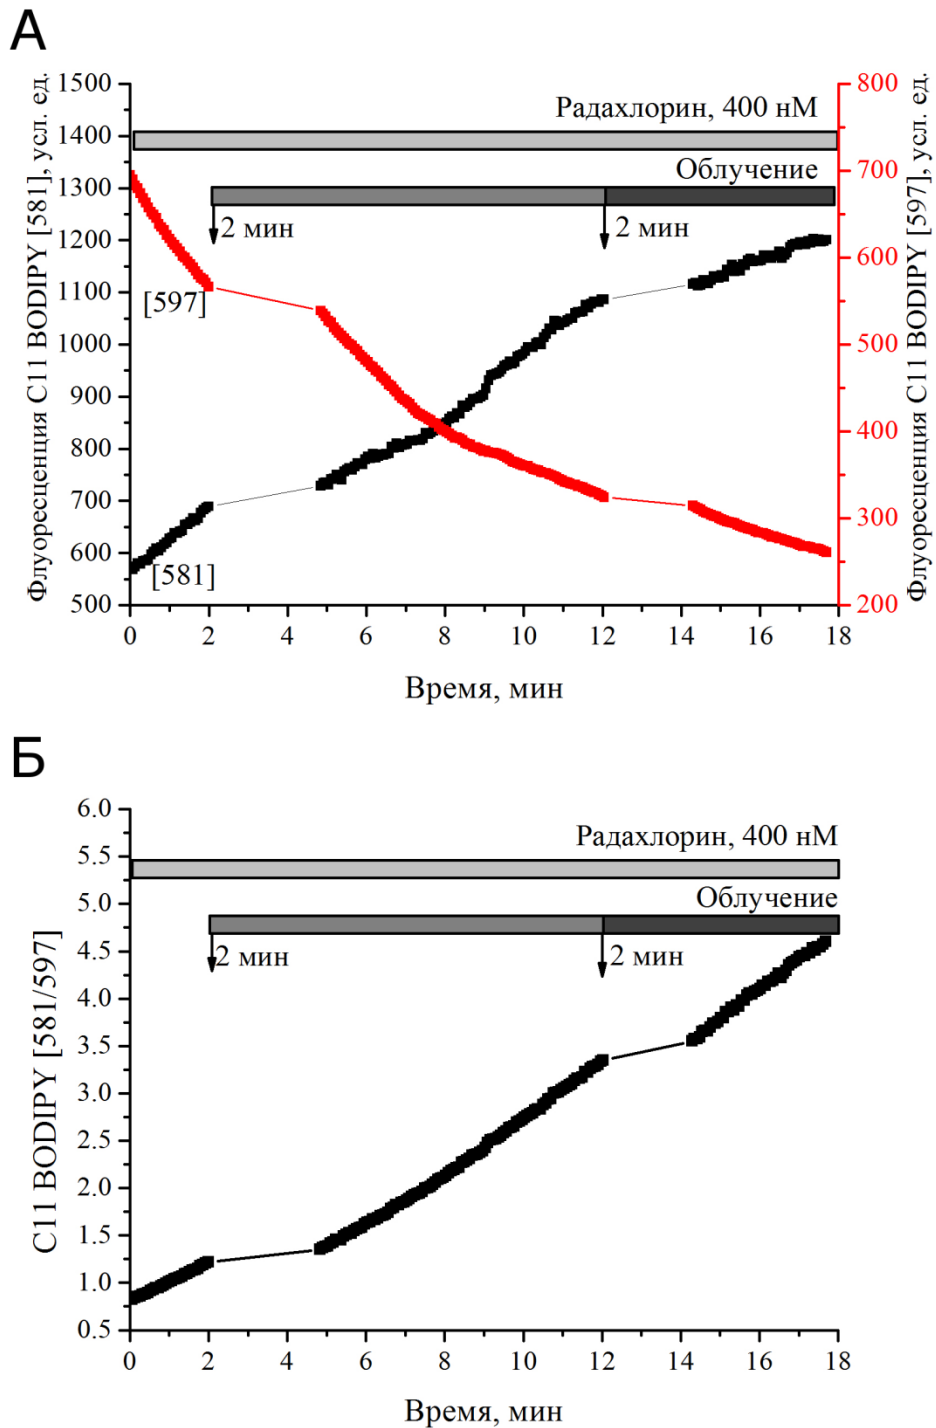 А
Флуоресценция C11 BODIPY [581], усл. ед.
1500
1400
1300
1200
1100
1000
900
800
700
600
500
Радахлорин, 400 нМ
Облучение
2 мин
2 мин
[597]
[581]
800
700
600
500
400
300
200
Флуоресценция C11 BODIPY [597], усл. ед.
0 2 4 6 8 10 12 14 16 18
Время, мин
Б
C11 BODIPY [581/597]
6.0
5.5
5.0
4.5
4.0
3.5
3.0
2.5
2.0
1.5
1.0
0.5
Радахлорин, 400 нМ
Облучение
2 мин
2 мин
0 2 4 6 8 10 12 14 16 18
Время, мин